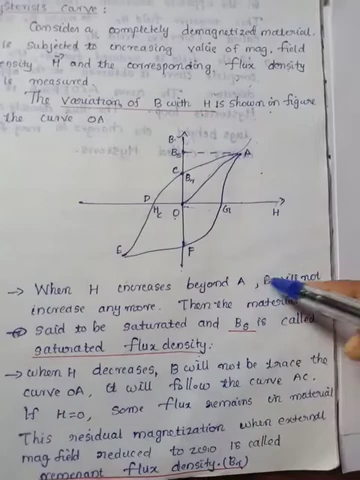 ysteresis Curve:
Consider a completely demagnetized material.
is subjected to increasing value of mag. field
ensity H and the corresponding flux density
is measured.
The variation of B with H is shown in figure
the curve OA
B
Bs
A
C
Br
D
Hc
O
G
H
E
F
→ When H increases beyond A, B will not
increase any more. Then the material
said to be saturated and Bs is called
saturated flux density.
→ when H decreases, B will not be trace the
curve OA, it will follow the curve AC.
If H=0, some flux remains in material
This residual magnetization when external
mag field reduced to zero is called
remenant flux density. (Br)